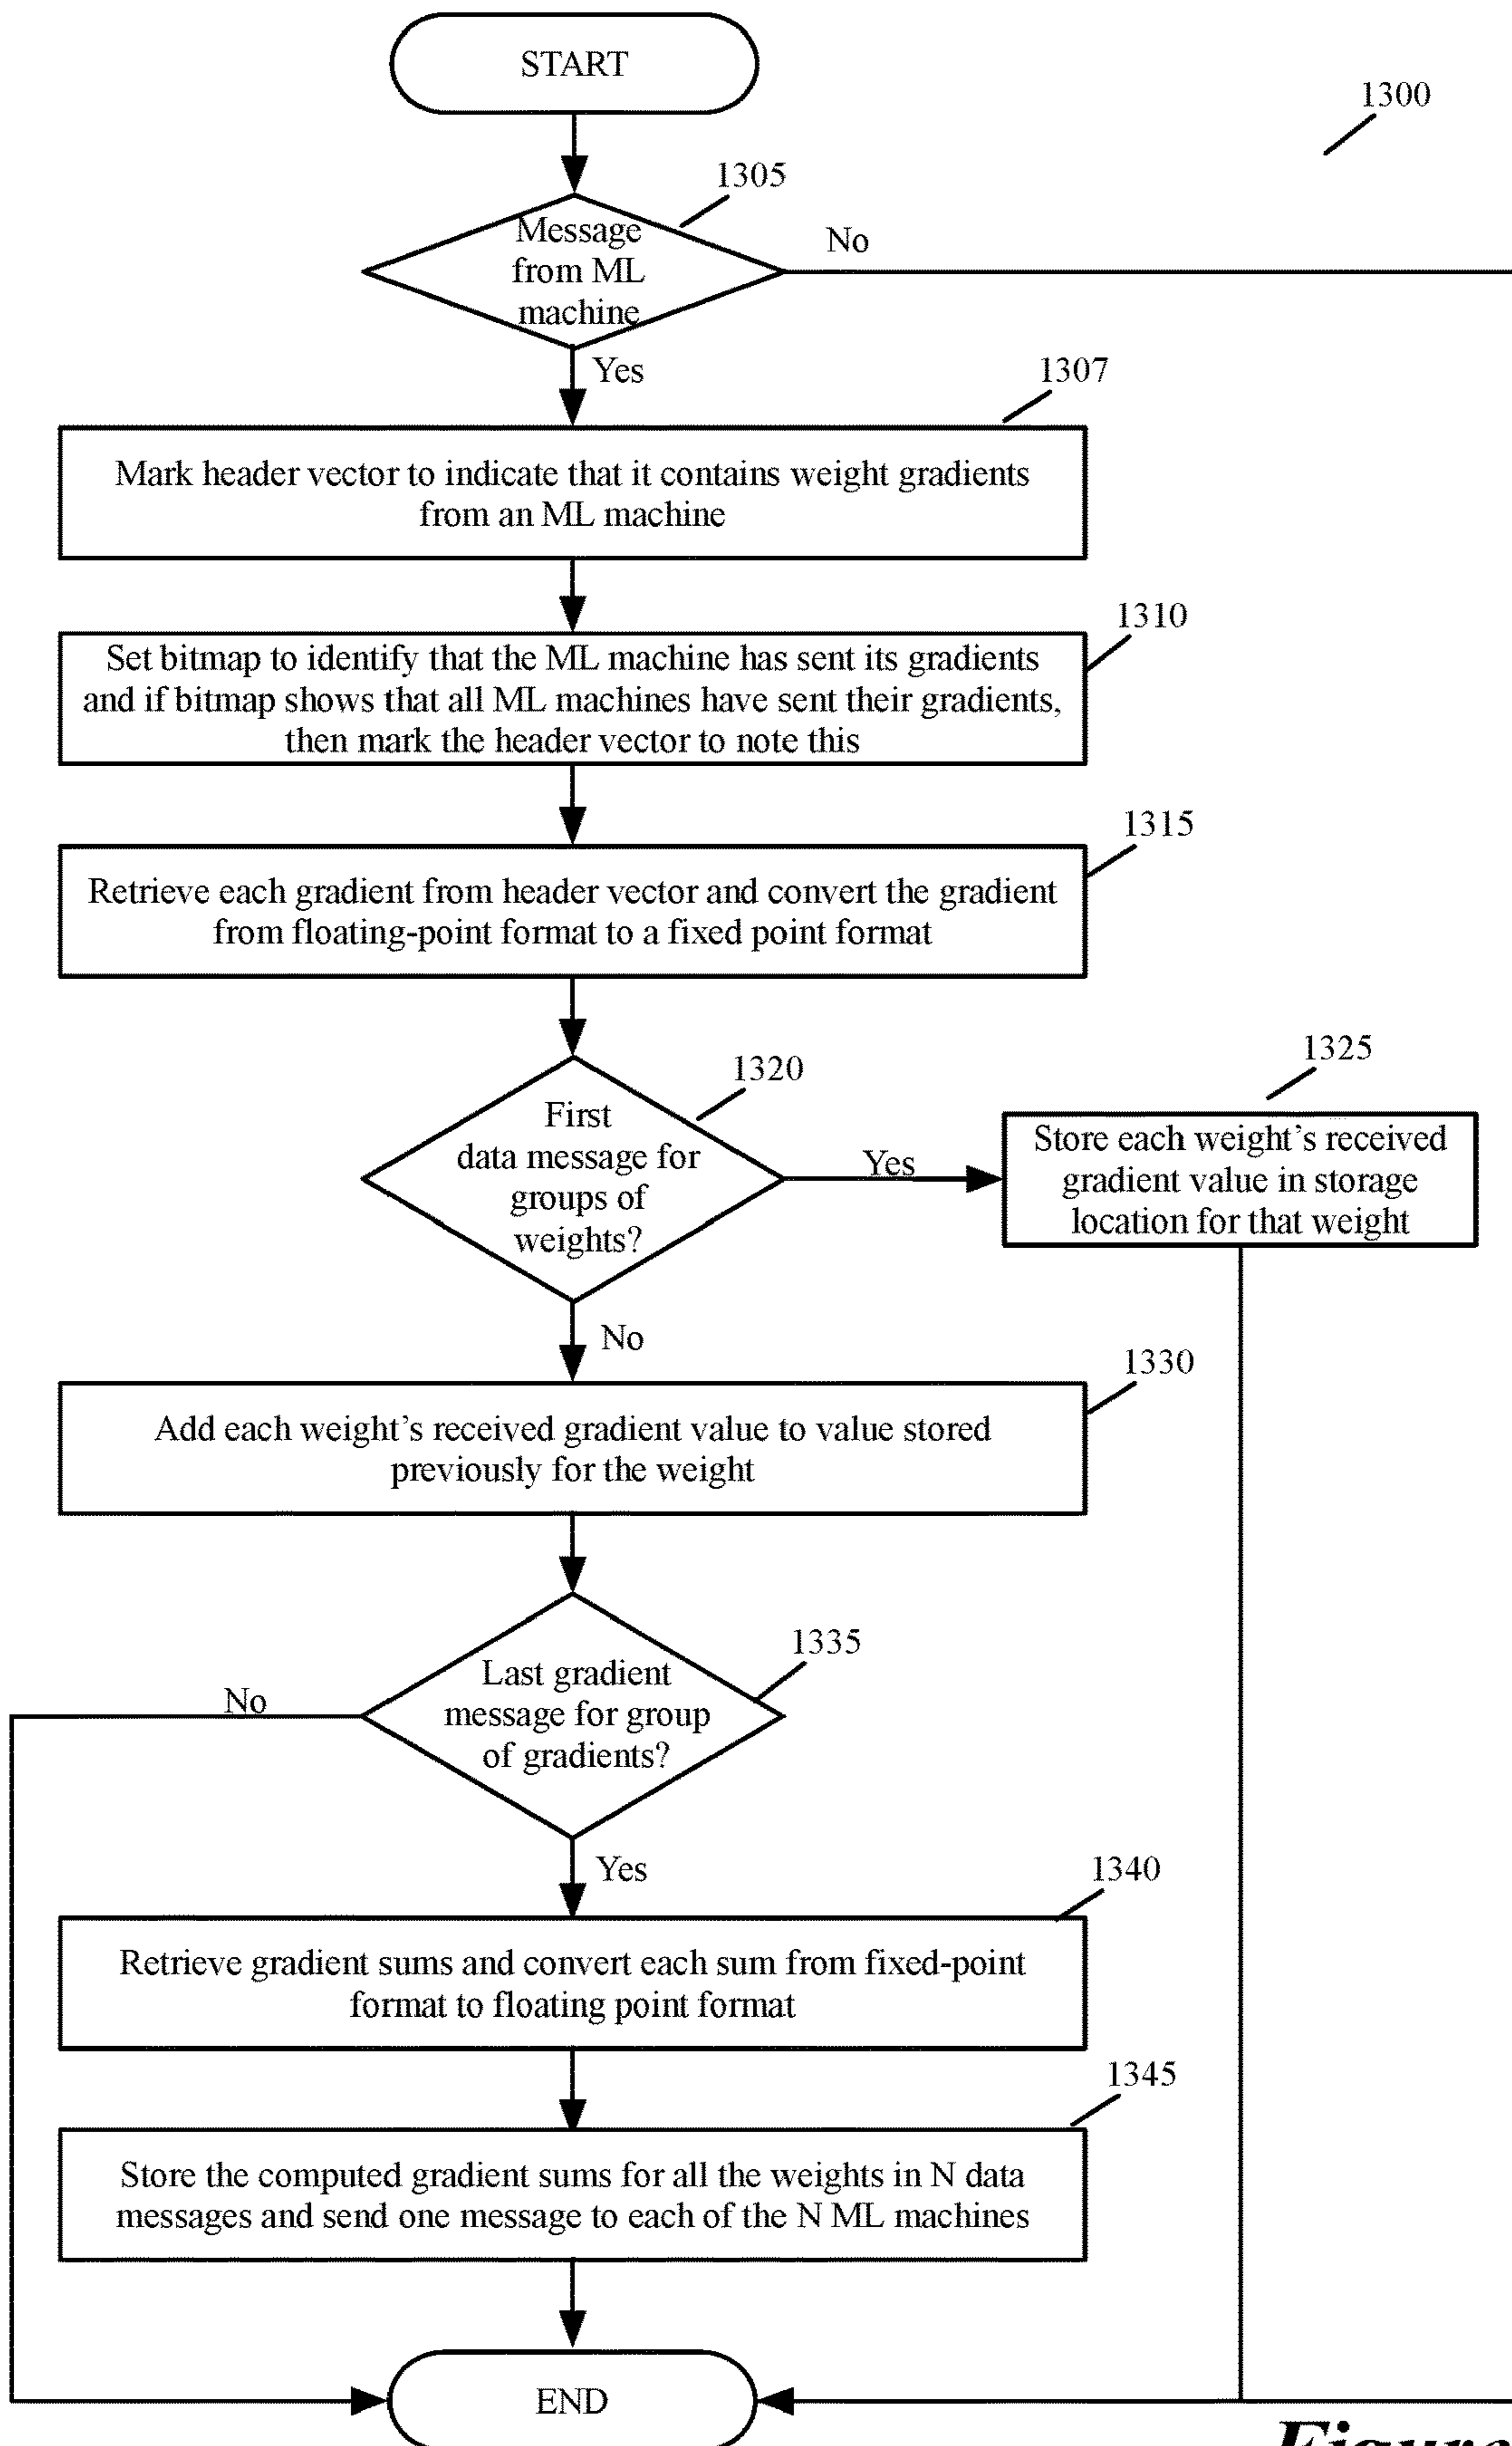 START
1300
1305
Message
from ML
machine
No
Yes
1307
Mark header vector to indicate that it contains weight gradients
from an ML machine
1310
Set bitmap to identify that the ML machine has sent its gradients
and if bitmap shows that all ML machines have sent their gradients,
then mark the header vector to note this
1315
Retrieve each gradient from header vector and convert the gradient
from floating-point format to a fixed point format
1320
First
data message for
groups of
weights?
Yes
1325
Store each weight’s received
gradient value in storage
location for that weight
No
1330
Add each weight’s received gradient value to value stored
previously for the weight
1335
Last gradient
message for group
of gradients?
No
Yes
1340
Retrieve gradient sums and convert each sum from fixed-point
format to floating point format
1345
Store the computed gradient sums for all the weights in N data
messages and send one message to each of the N ML machines
END